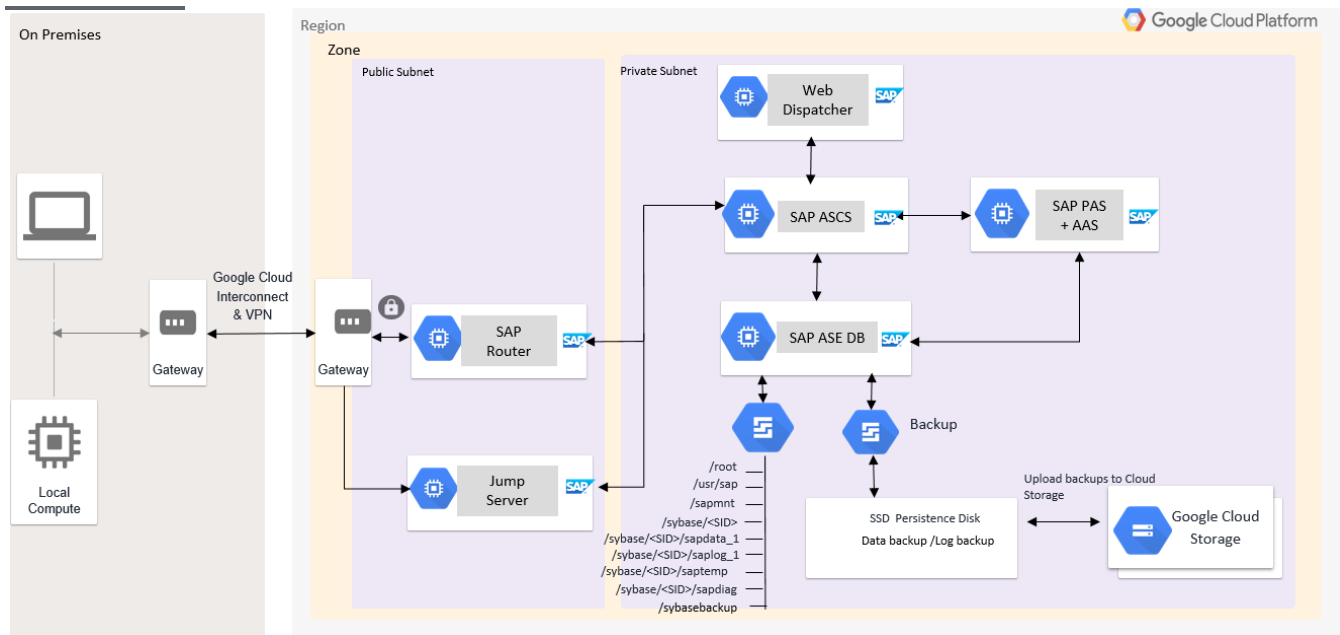 On Premises
Region
Google Cloud Platform
Zone
Public Subnet
Private Subnet
Web
Dispatcher
SAP
SAP ASCS
SAP
SAP PAS
+ AAS
SAP
Google Cloud
Interconnect
& VPN
Gateway
Gateway
SAP
Router
SAP
SAP ASE DB
SAP
Local
Compute
Jump
Server
SAP
Backup
/root
/usr/sap
/sapmnt
/sybase/<SID>
/sybase/<SID>/sapdata_1
/sybase/<SID>/saplog_1
/sybase/<SID>/saptemp
/sybase/<SID>/sapdiag
/sybasebackup
SSD Persistence Disk
Data backup /Log backup
Upload backups to Cloud
Storage
Google Cloud
Storage